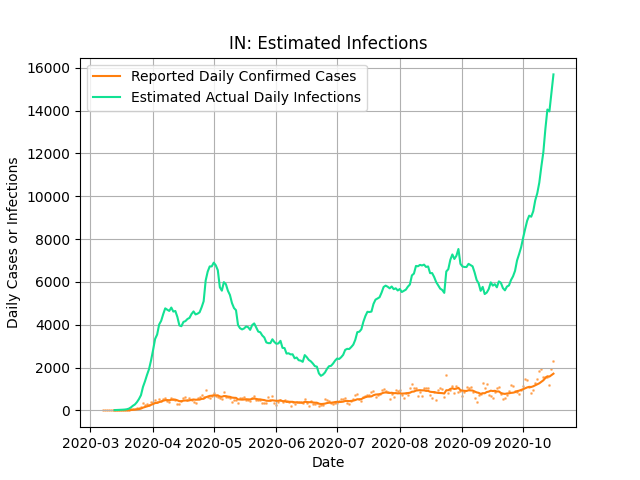 IN: Estimated Infections
Reported Daily Confirmed Cases
Estimated Actual Daily Infections
16000
14000
12000
10000
8000
6000
4000
2000
0
Daily Cases or Infections
2020-03 2020-04 2020-05 2020-06 2020-07 2020-08 2020-09 2020-10
Date